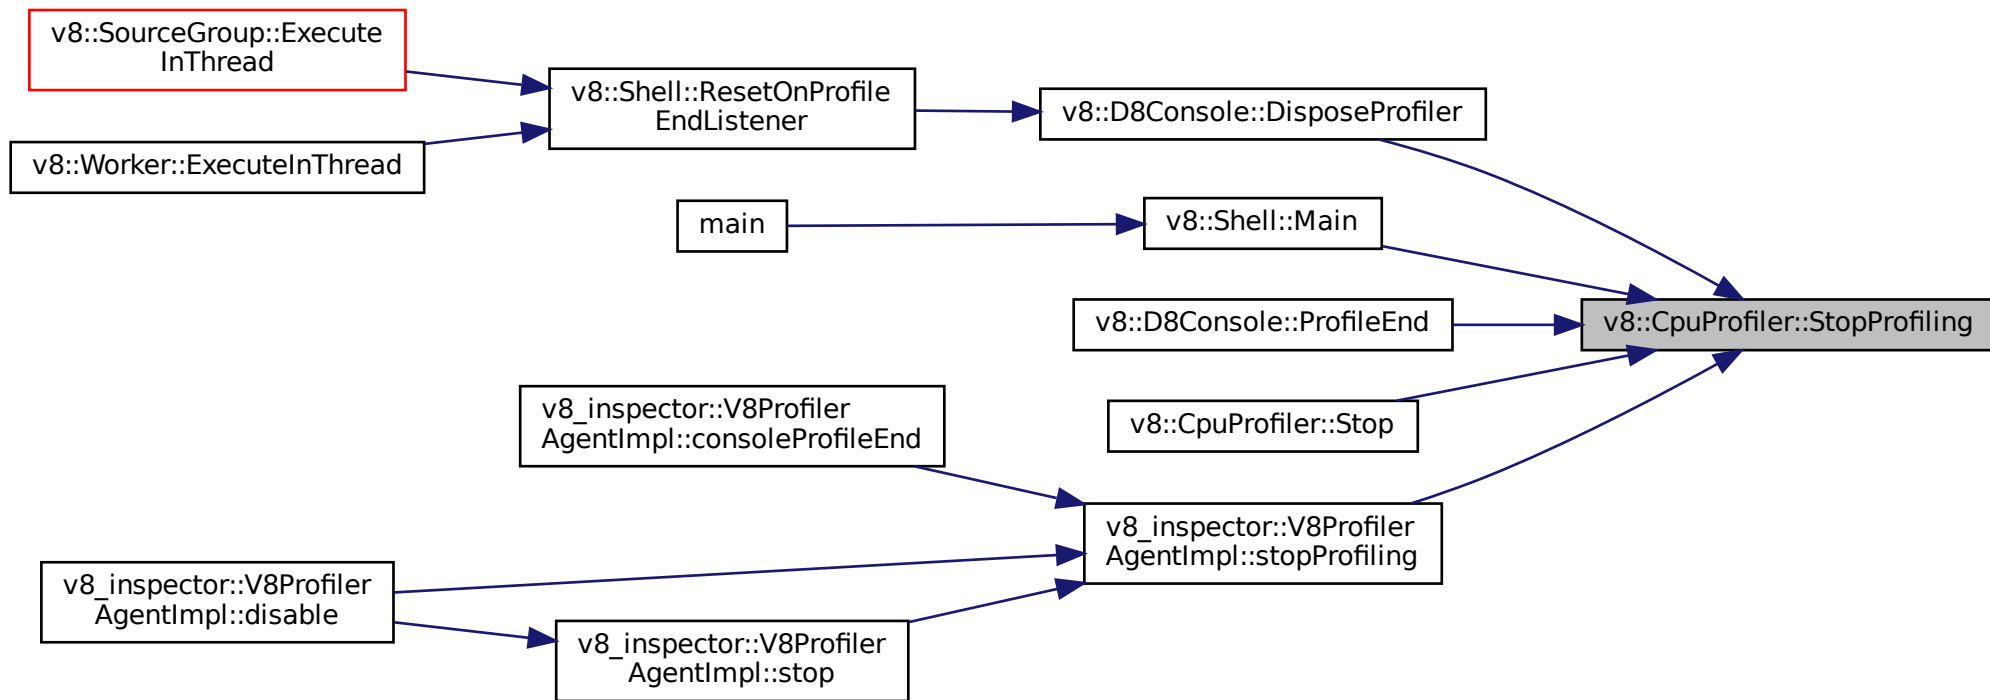 v8::SourceGroup::Execute
InThread
v8::Shell::ResetOnProfile
EndListener
v8::D8Console::DisposeProfiler
v8::Worker::ExecuteInThread
main
v8::Shell::Main
v8::D8Console::ProfileEnd
v8::CpuProfiler::StopProfiling
v8_inspector::V8Profiler
AgentImpl::consoleProfileEnd
v8::CpuProfiler::Stop
v8_inspector::V8Profiler
AgentImpl::stopProfiling
v8_inspector::V8Profiler
AgentImpl::disable
v8_inspector::V8Profiler
AgentImpl::stop